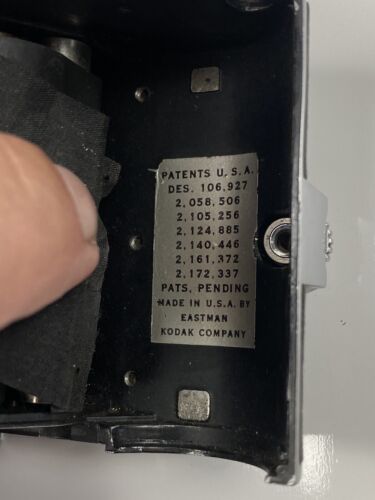 PATENTS U.S.A.
DES. 106,927
2,058,506
2,105,256
2,124,885
2,140,446
2,161,372
2,172,337
PATS. PENDING
MADE IN U.S.A. BY
EASTMAN
KODAK COMPANY